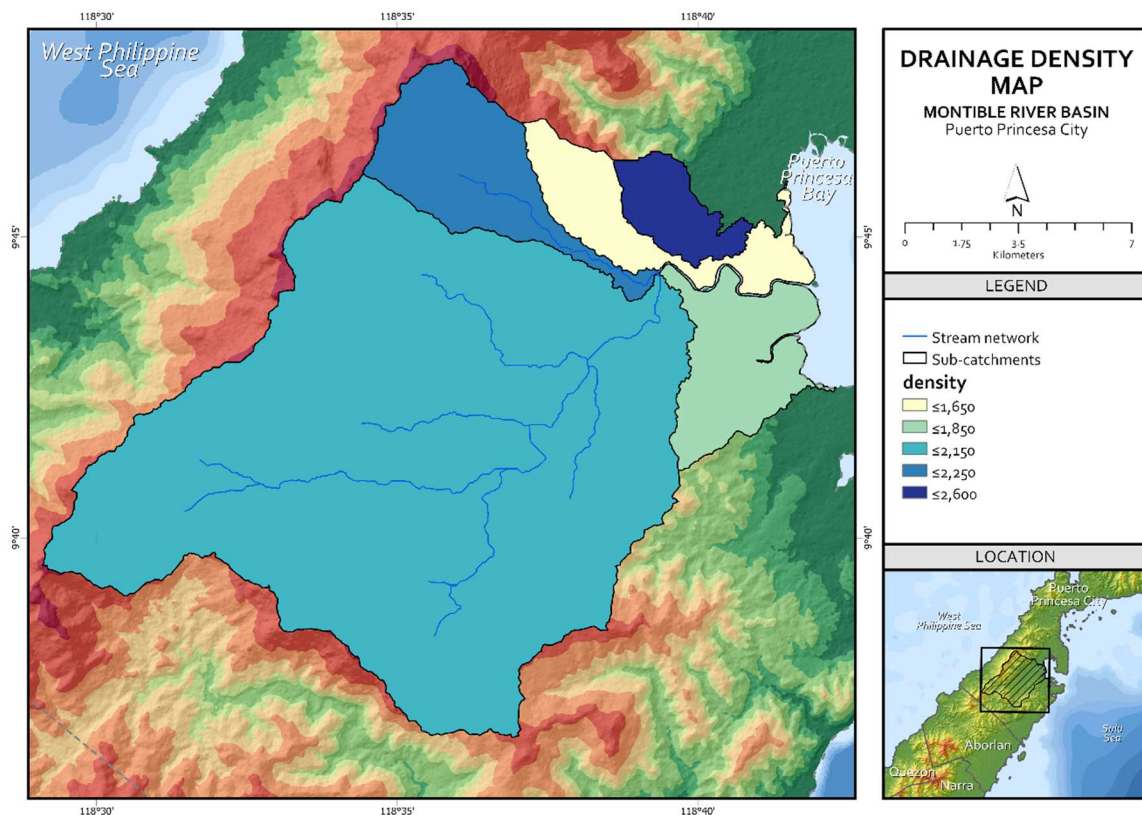 118°30'
118°35'
118°40'
West Philippine
Sea
Puerto
Princesa
Bay
9°45'
9°45'
9°40'
9°40'
118°30'
118°35'
118°40'
DRAINAGE DENSITY
MAP
MONTIBLE RIVER BASIN
Puerto Princesa City
N
0 1.75 3.5 7
Kilometers
LEGEND
Stream network
Sub-catchments
density
≤1,650
≤1,850
≤2,150
≤2,250
≤2,600
LOCATION
Puerto
Princesa City
West
Philippine Sea
Sulu
Sea
Aborlan
Quezon
Narra